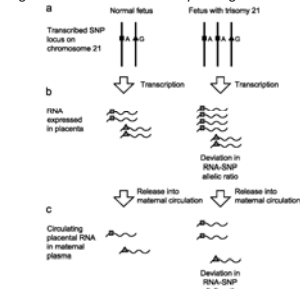 a
Normal fetus
Fetus with trisomy 21
Transcribed SNP
locus on
chromosome 21
A G
A G
Transcription
Transcription
b
RNA
expressed
in placenta
Deviation in
RNA-SNP
allelic ratio
Release into
maternal circulation
Release into
maternal circulation
c
Circulating
placental RNA
in maternal
plasma
Deviation in
RNA-SNP